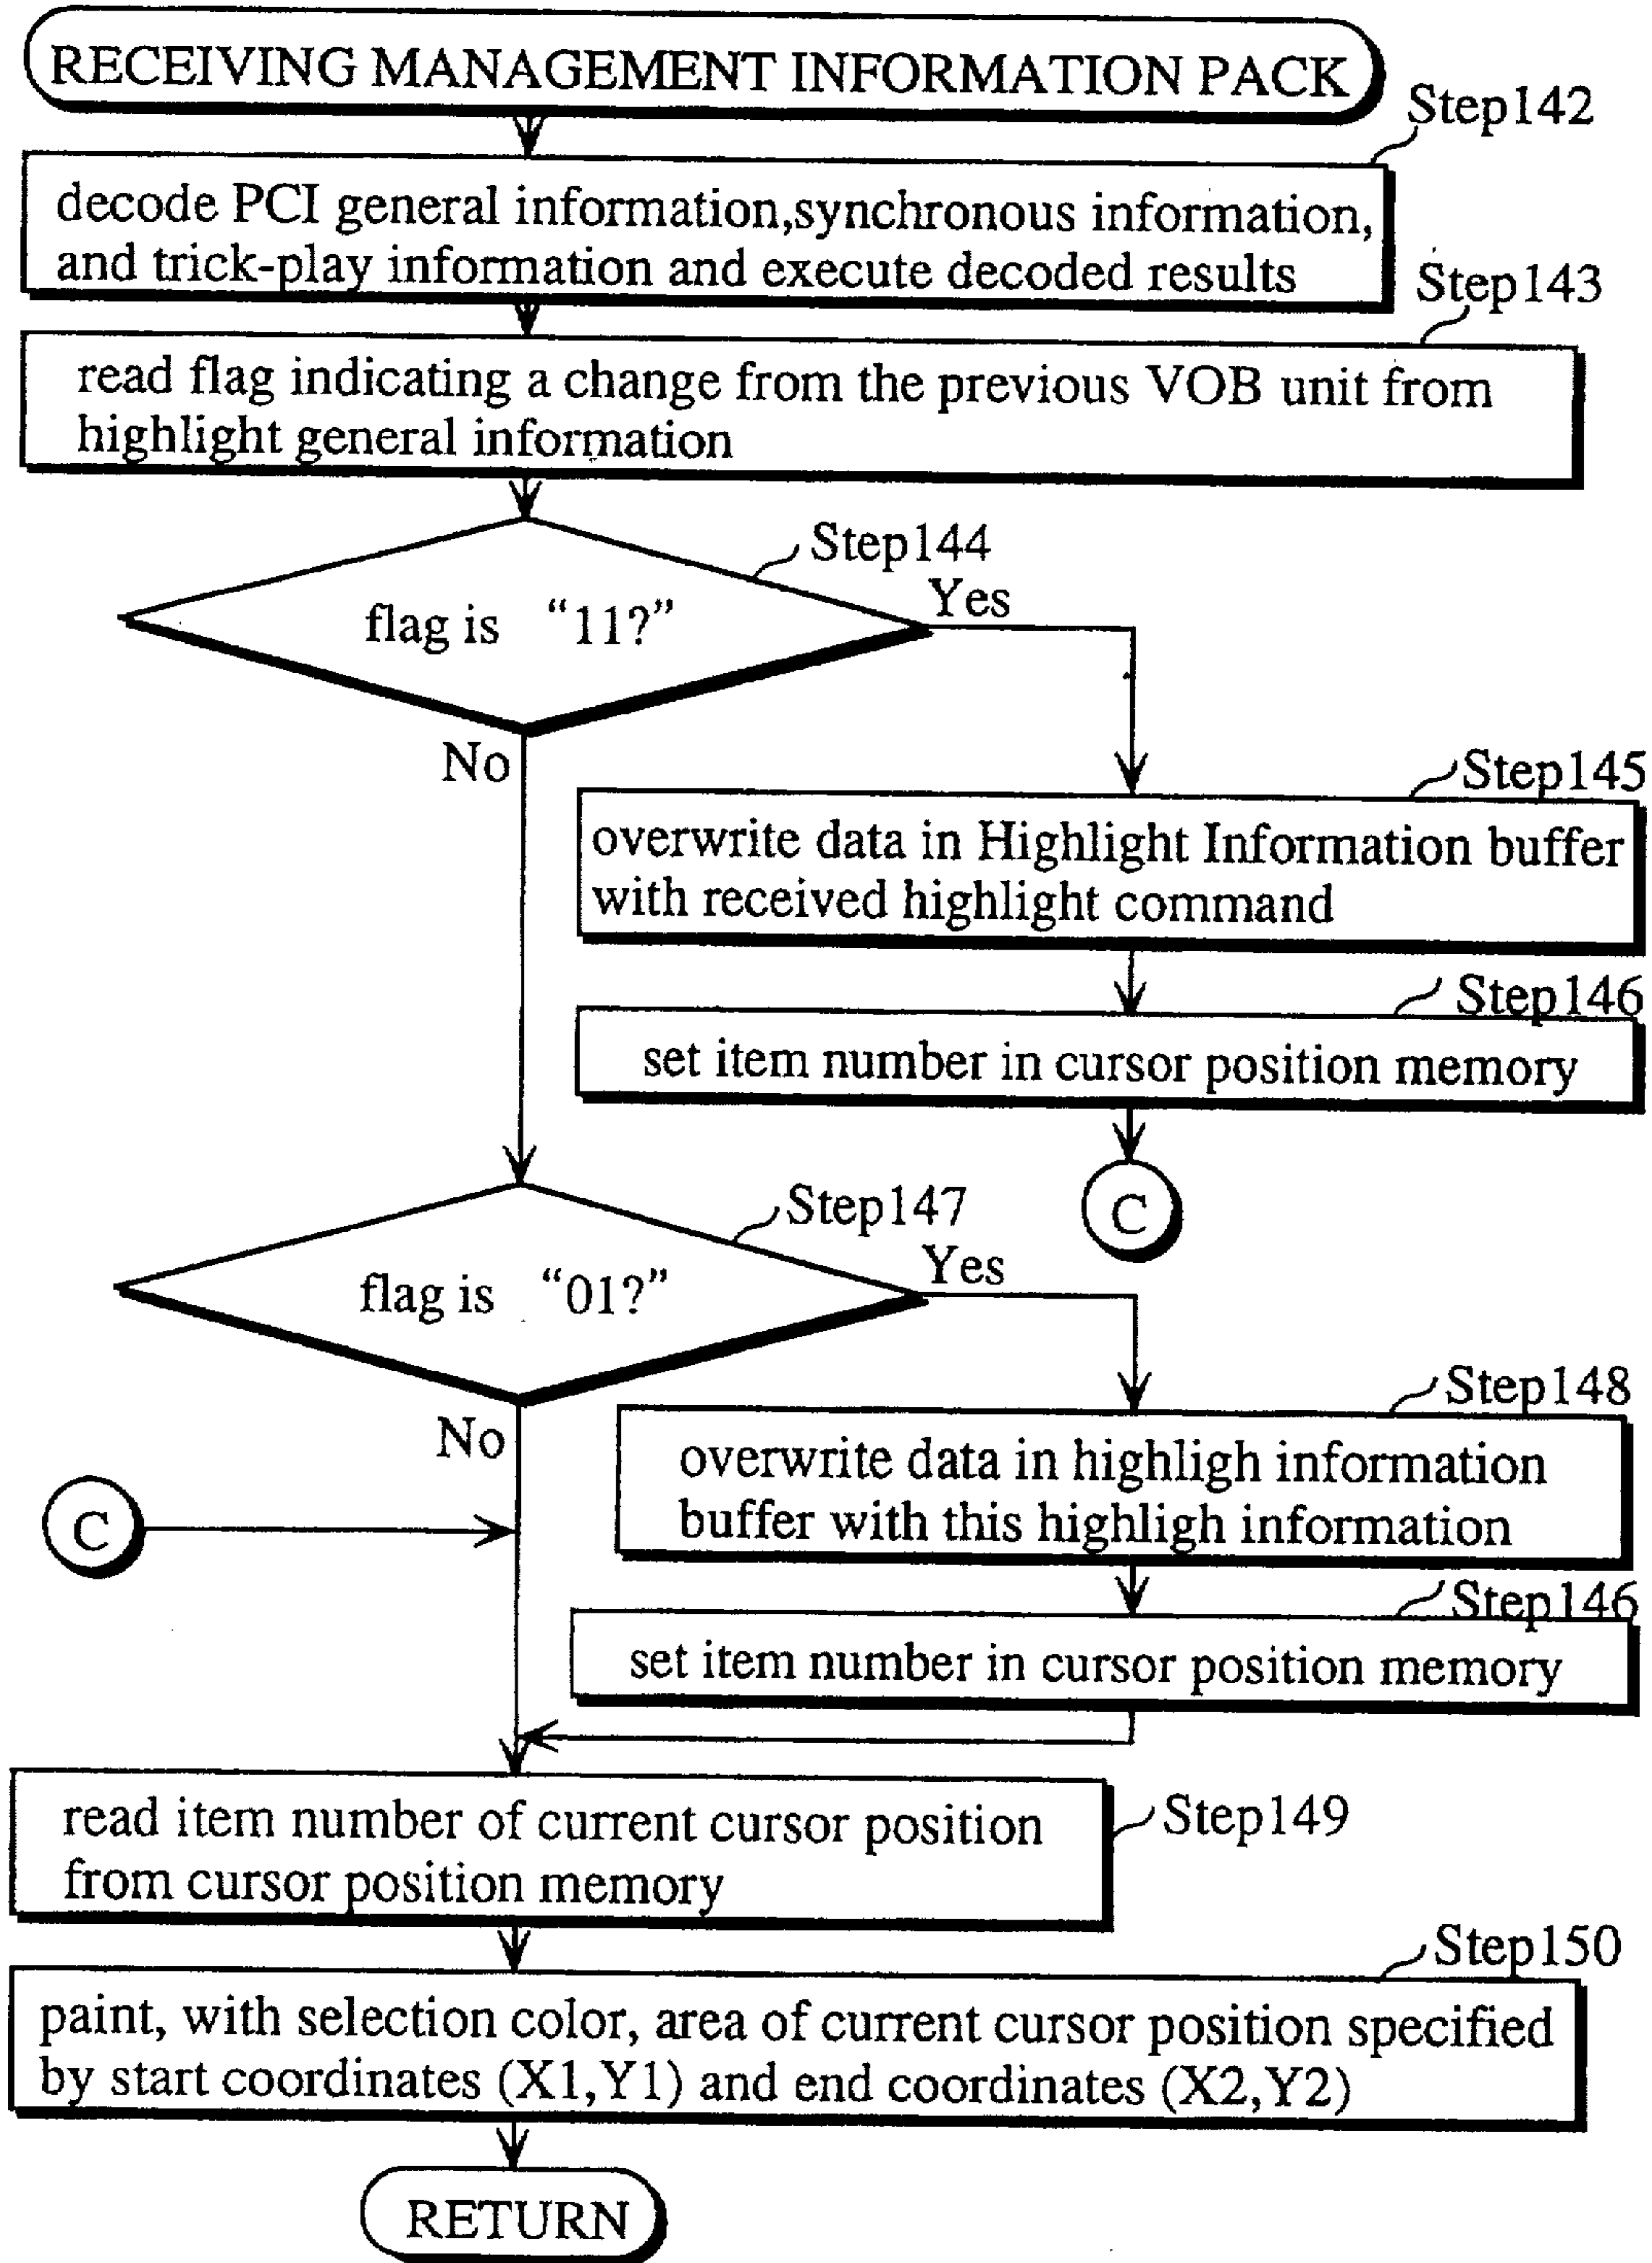 RECEIVING MANAGEMENT INFORMATION PACK
Step142
decode PCI general information,synchronous information,
and trick-play information and execute decoded results
Step143
read flag indicating a change from the previous VOB unit from
highlight general information
Step144
flag is “11?”
Yes
No
Step145
overwrite data in Highlight Information buffer
with received highlight command
Step146
set item number in cursor position memory
C
Step147
flag is “01?”
Yes
No
Step148
overwrite data in highligh information
buffer with this highligh information
C
Step146
set item number in cursor position memory
read item number of current cursor position
from cursor position memory
Step149
Step150
paint, with selection color, area of current cursor position specified
by start coordinates (X1,Y1) and end coordinates (X2,Y2)
RETURN